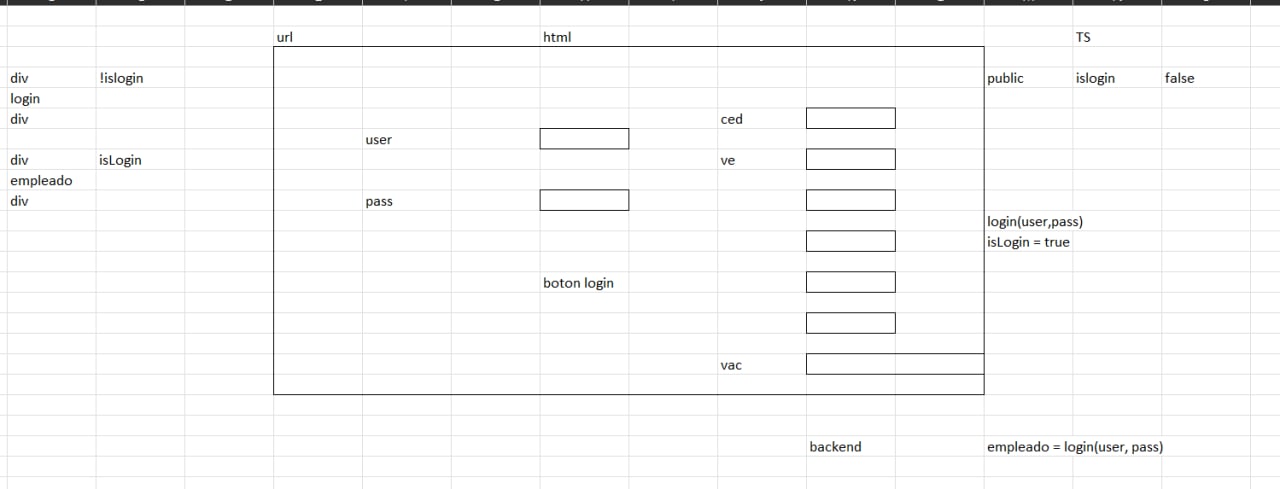 url html TS
div !islogin public islogin false
login
div ced
user
div isLogin ve
empleado
div pass
login(user,pass)
isLogin = true
boton login
vac
backend empleado = login(user, pass)